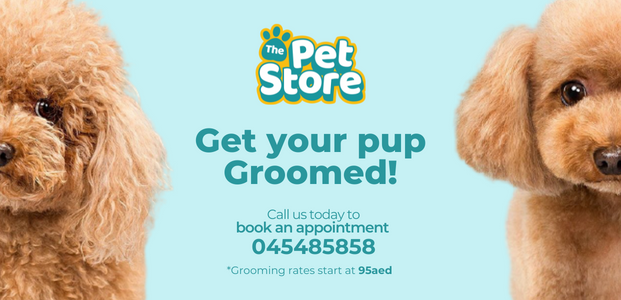 The
Pet
Store
Get your pup
Groomed!
Call us today to
book an appointment
045485858
*Grooming rates start at 95aed